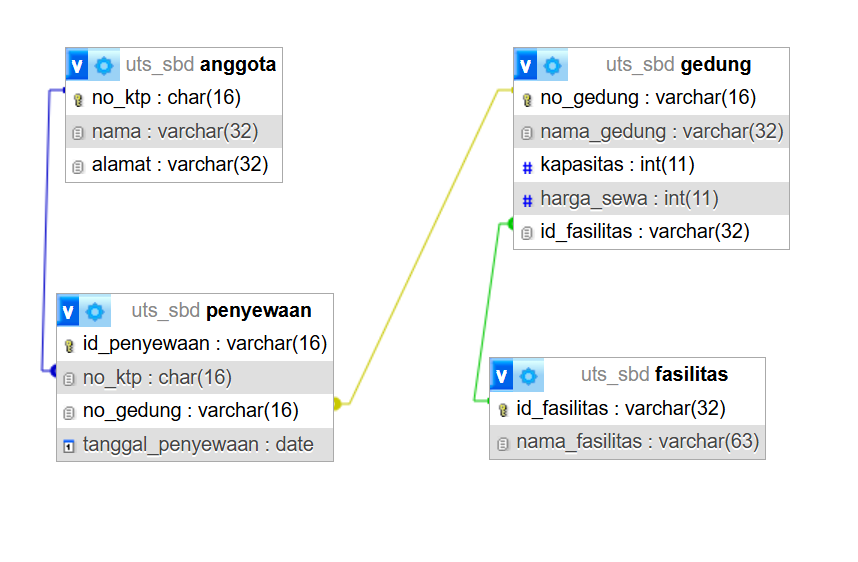 v uts_sbd anggota
no_ktp : char(16)
nama : varchar(32)
alamat : varchar(32)
v uts_sbd gedung
no_gedung : varchar(16)
nama_gedung : varchar(32)
# kapasitas : int(11)
# harga_sewa : int(11)
id_fasilitas : varchar(32)
v uts_sbd penyewaan
id_penyewaan : varchar(16)
no_ktp : char(16)
no_gedung : varchar(16)
1 tanggal_penyewaan : date
v uts_sbd fasilitas
id_fasilitas : varchar(32)
nama_fasilitas : varchar(63)